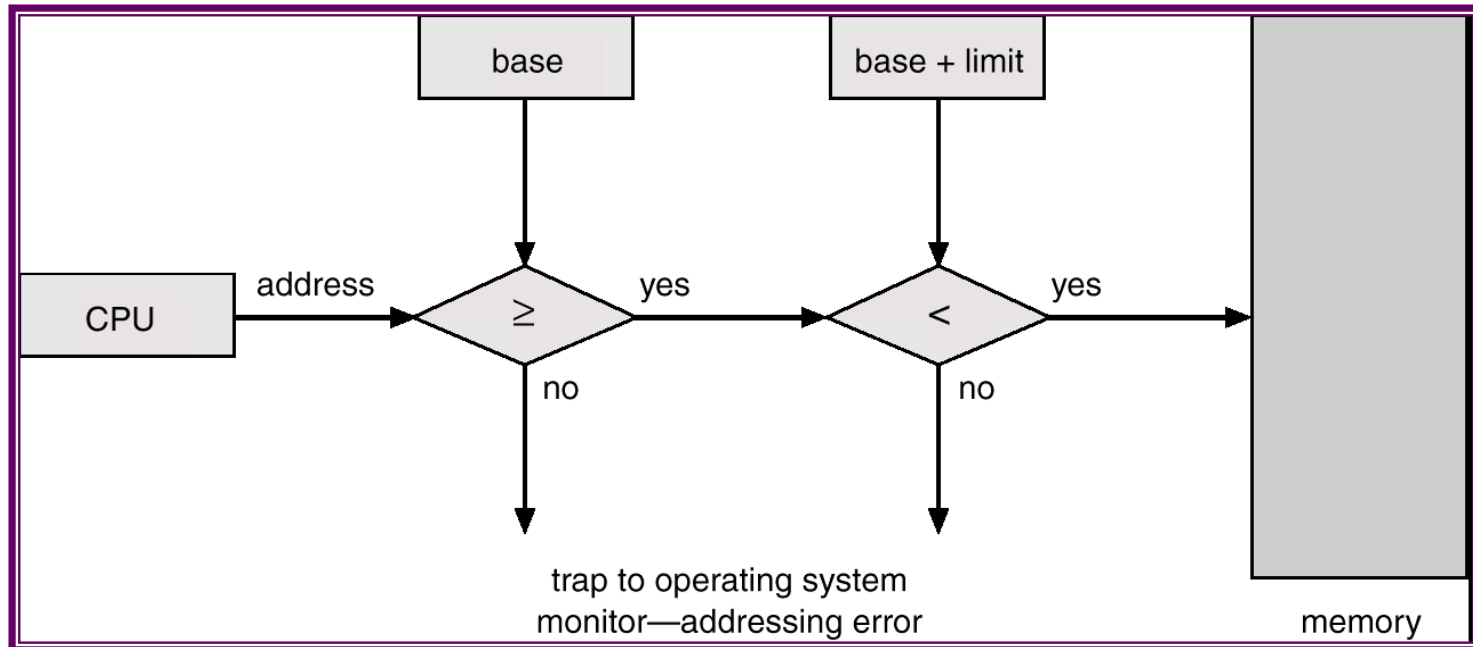 base
base + limit
address
yes
yes
CPU
≥
<
no
no
trap to operating system
monitor—addressing error
memory